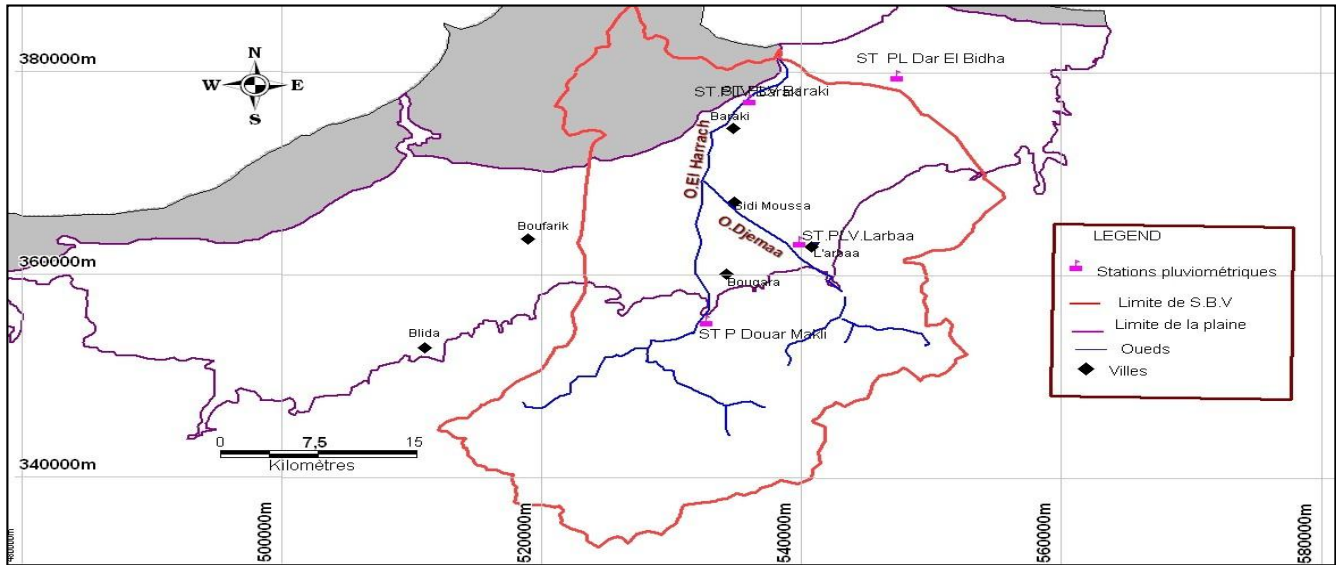 380000m
360000m
340000m
480000m
500000m
520000m
540000m
560000m
580000m
N
W E
S
ST PL Dar El Bidha
Baraki
Baraki
O.El Harrach
Sidi Moussa
O.Djemaa
ST.PLV.Larbaa
L'arbaa
Boufarik
Bougara
Blida
ST P Douar Makli
0 7,5 15
Kilomètres
LEGEND
Stations pluviométriques
Limite de S.B.V
Limite de la plaine
Oueds
Villes